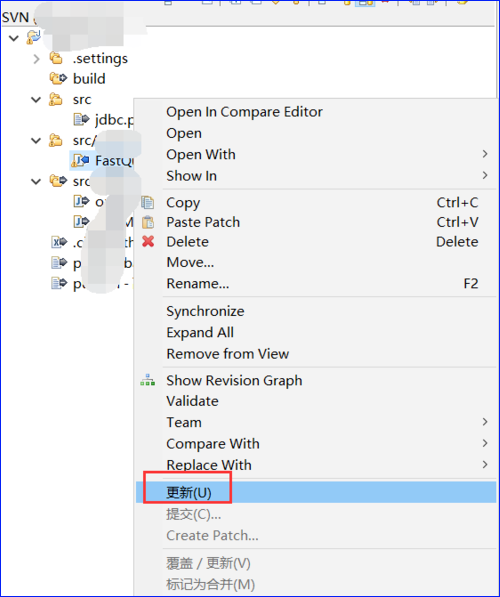 SVN
.settings
build
src
jdbc.p
src/
FastQ
src
.c
Open In Compare Editor
Open
Open With
Show In
Copy Ctrl+C
Paste Patch Ctrl+V
Delete Delete
Move...
Rename... F2
Synchronize
Expand All
Remove from View
Show Revision Graph
Validate
Team
Compare With
Replace With
更新(U)
提交(C)...
Create Patch...
覆盖 / 更新(V)
标记为合并(M)